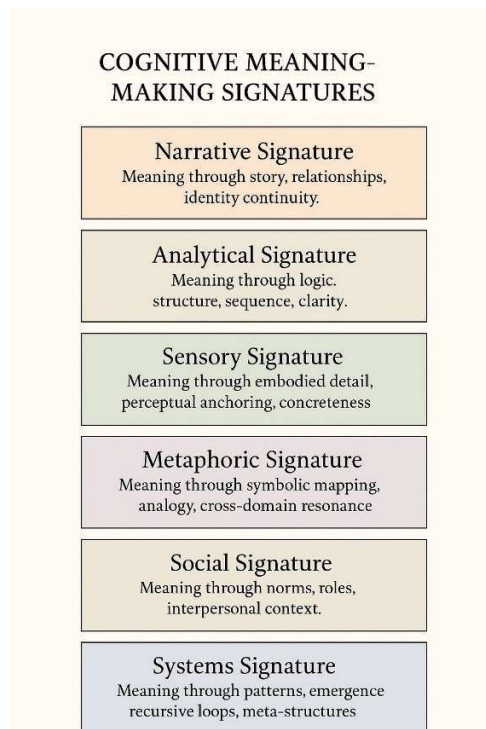 COGNITIVE MEANING-
MAKING SIGNATURES
Narrative Signature
Meaning through story, relationships,
identity continuity.
Analytical Signature
Meaning through logic.
structure, sequence, clarity.
Sensory Signature
Meaning through embodied detail,
perceptual anchoring, concreteness
Metaphoric Signature
Meaning through symbolic mapping,
analogy, cross-domain resonance
Social Signature
Meaning through norms, roles,
interpersonal context.
Systems Signature
Meaning through patterns, emergence
recursive loops, meta-structures